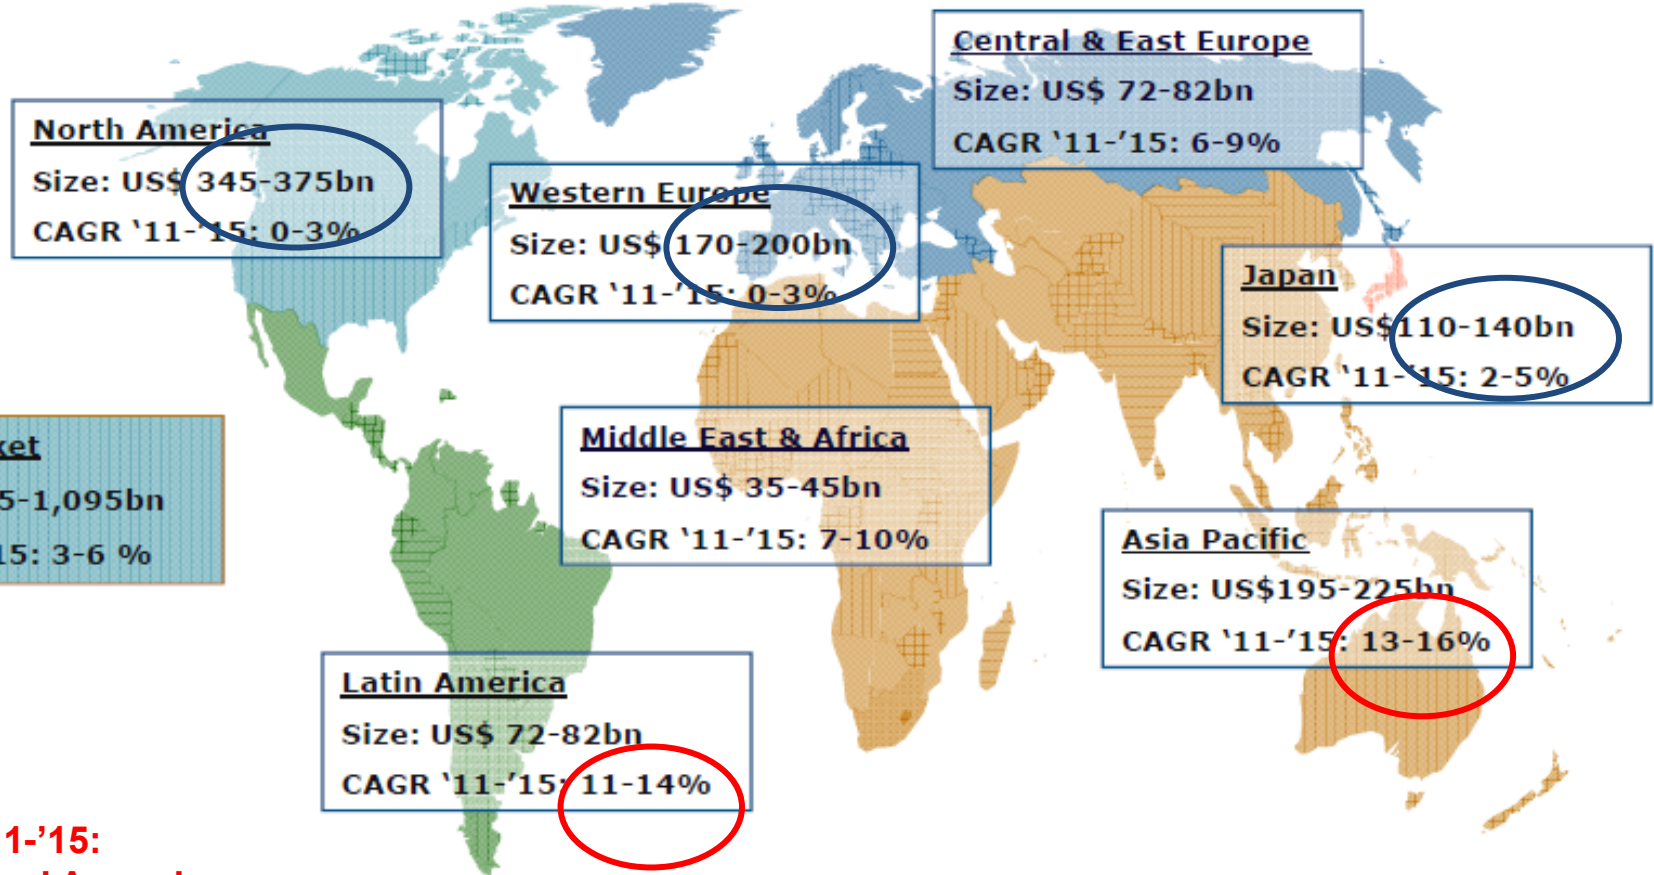 Central & East Europe
Size: US$ 72-82bn
CAGR ‘11-’15: 6-9%
North America
Size: US$ 345-375bn
CAGR ‘11-’15: 0-3%
Western Europe
Size: US$ 170-200bn
CAGR ‘11-’15: 0-3%
Japan
Size: US$110-140bn
CAGR ‘11-’15: 2-5%
ket
5-1,095bn
15: 3-6 %
Middle East & Africa
Size: US$ 35-45bn
CAGR ‘11-’15: 7-10%
Asia Pacific
Size: US$195-225bn
CAGR ‘11-’15: 13-16%
Latin America
Size: US$ 72-82bn
CAGR ‘11-’15: 11-14%
1-’15: